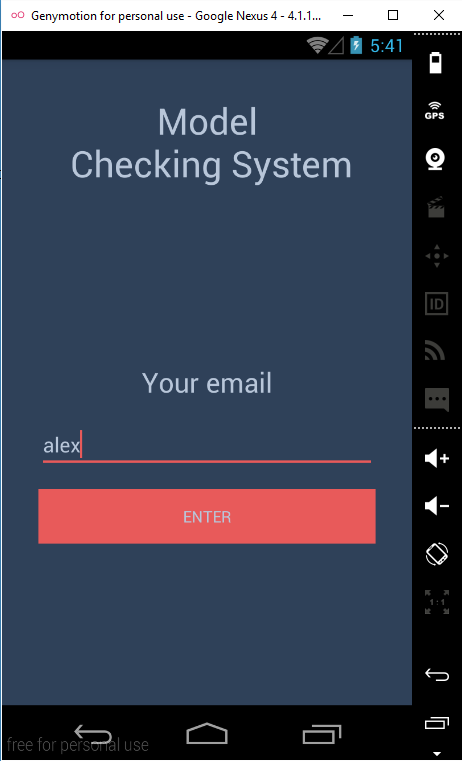 Genymotion for personal use - Google Nexus 4 - 4.1.1...
5:41
GPS
Model
Checking System
ID
Your email
alex
ENTER
1:1
free for personal use